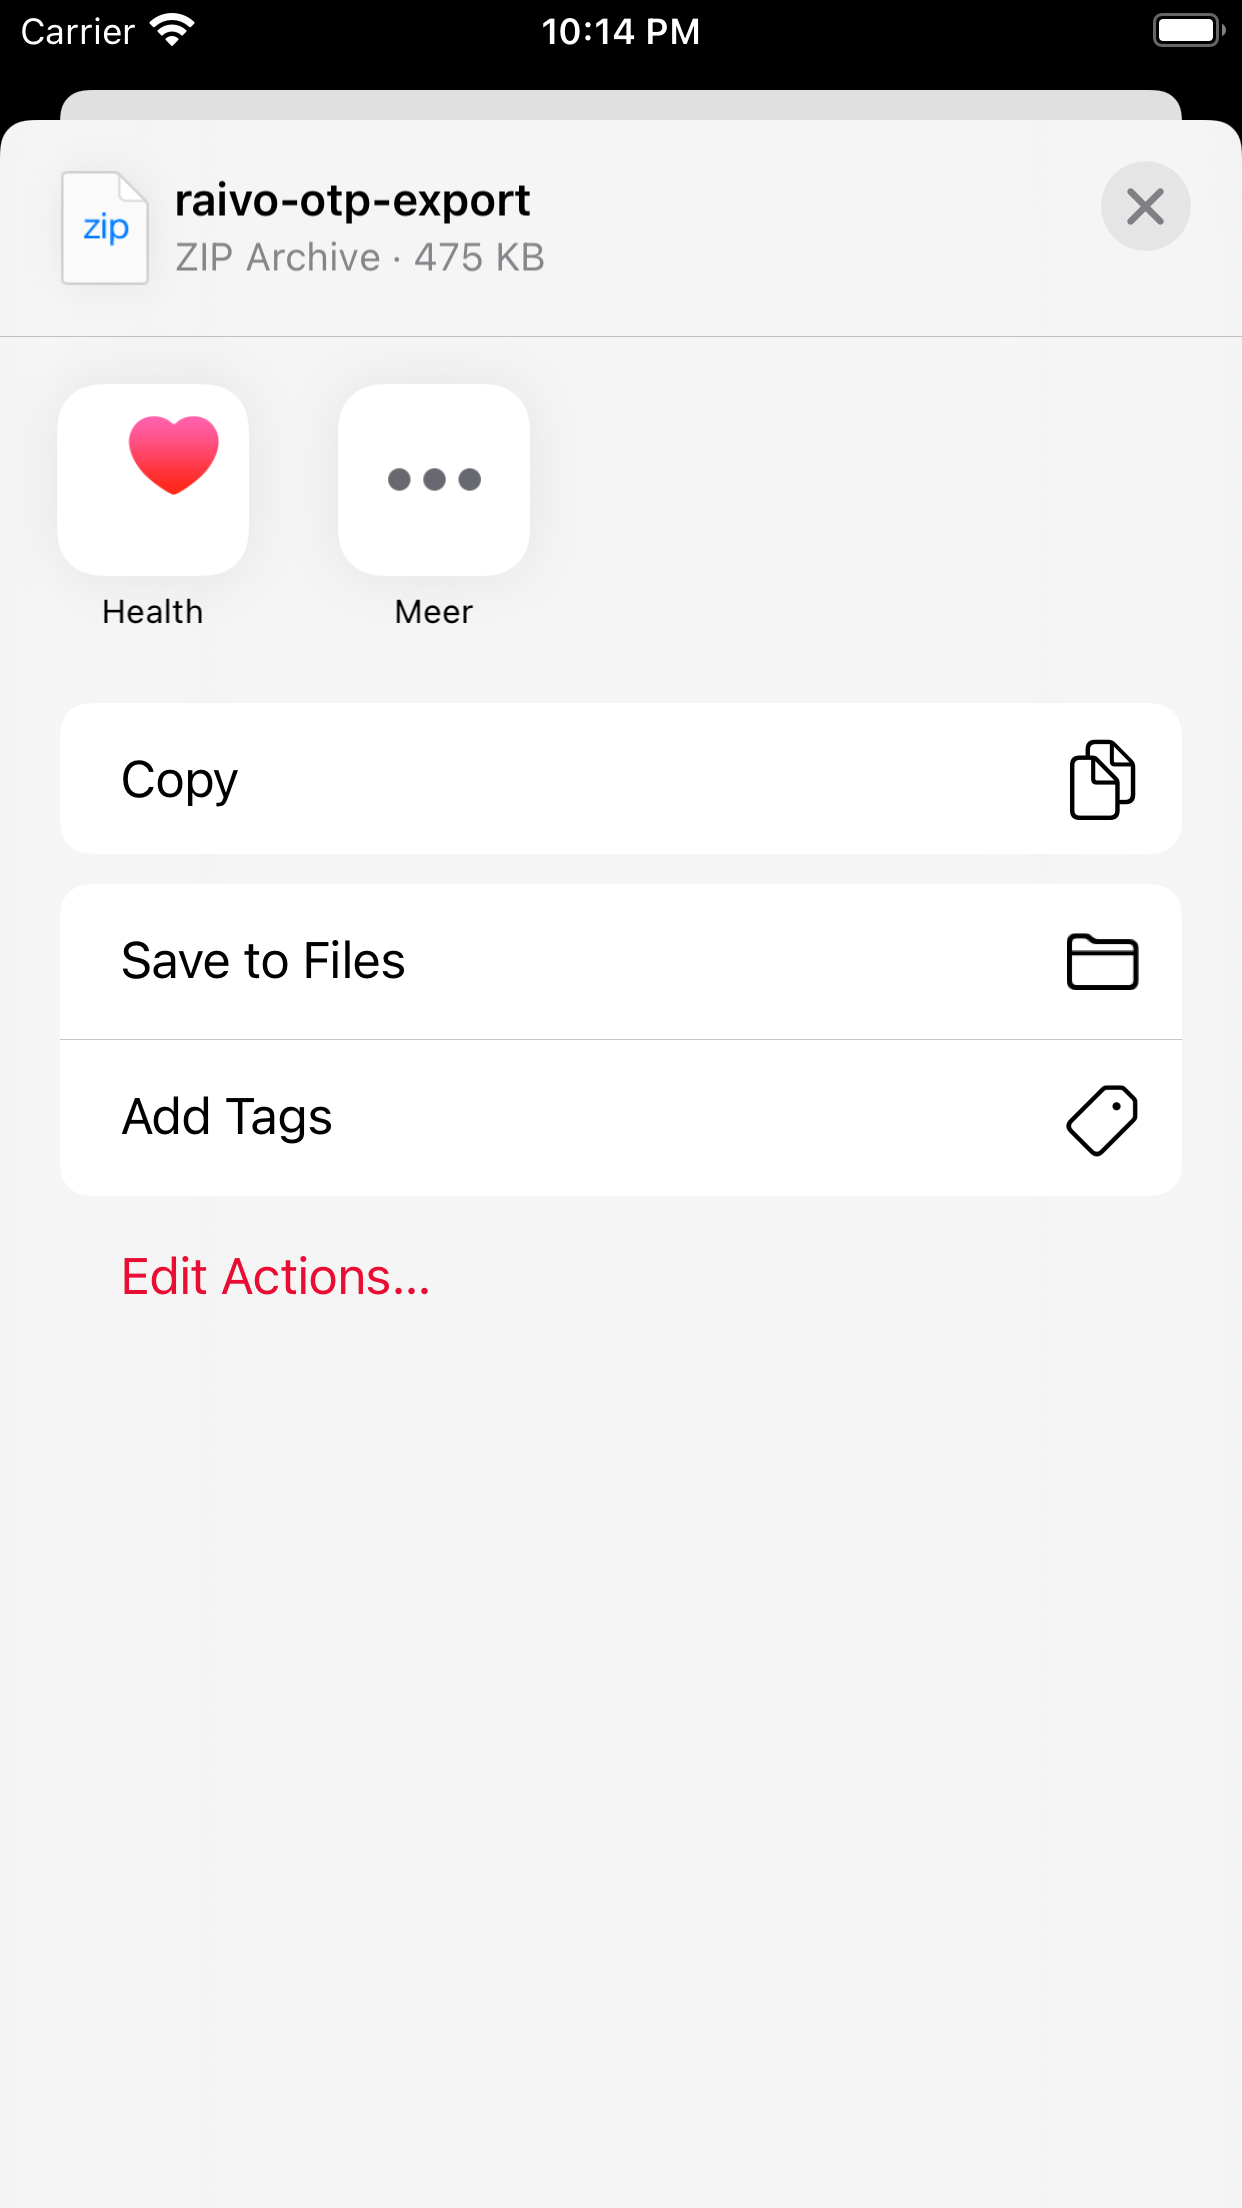 Carrier 10:14 PM
zip
raivo-otp-export
ZIP Archive · 475 KB
Health Meer
Copy
Save to Files
Add Tags
Edit Actions...